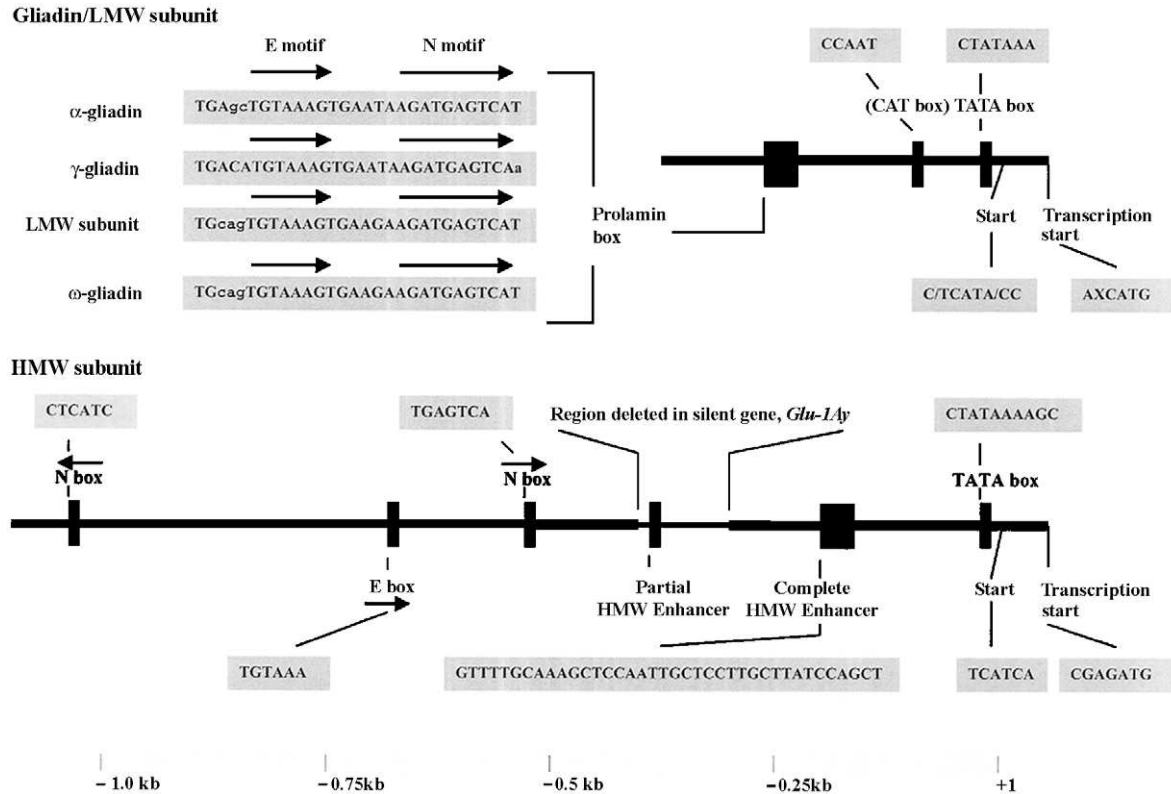 Gliadin/LMW subunit
E motif
N motif
α-gliadin
TGAgcTGTAAAGTGAATAAGATGAGTCAT
γ-gliadin
TGACATGTAAAGTGAATAAGATGAGTCAa
LMW subunit
TGcagTGTAAAGTGAAGAAGATGAGTCAT
ω-gliadin
TGcagTGTAAAGTGAAGAAGATGAGTCAT
Prolamin
box
CCAAT
CTATAAA
(CAT box) TATA box
Start
Transcription
start
C/TCATA/CC
AXCATG
HMW subunit
CTCATC
N box
TGAGTCA
N box
Region deleted in silent gene, Glu-1Ay
CTATAAAAGC
TATA box
E box
TGTAAA
Partial
HMW Enhancer
Complete
HMW Enhancer
GTTTTGCAAAGCTCCAATTGCTCCTTGCTTATCCAGCT
Start
Transcription
start
TCATCA
CGAGATG
−1.0 kb
−0.75kb
−0.5 kb
−0.25kb
+1